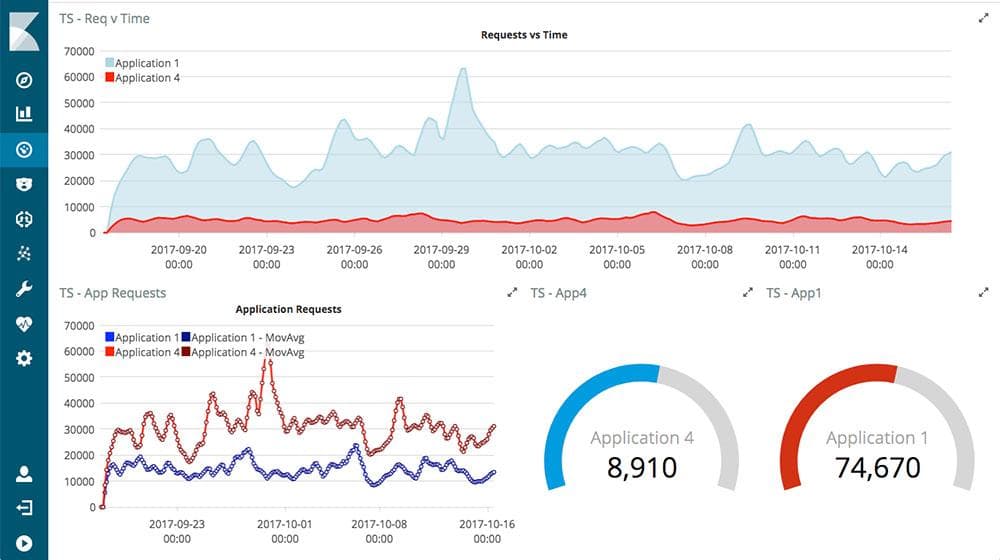 TS - Req v Time
Requests vs Time
70000
60000
50000
40000
30000
20000
10000
0
Application 1
Application 4
2017-09-20 2017-09-23 2017-09-26 2017-09-29 2017-10-02 2017-10-05 2017-10-08 2017-10-11 2017-10-14
00:00 00:00 00:00 00:00 00:00 00:00 00:00 00:00 00:00
TS - App Requests
Application Requests
70000
60000
50000
40000
30000
20000
10000
0
Application 1 Application 1 - MovAvg
Application 4 Application 4 - MovAvg
2017-09-23 2017-10-01 2017-10-08 2017-10-16
00:00 00:00 00:00 00:00
TS - App4
Application 4
8,910
TS - App1
Application 1
74,670